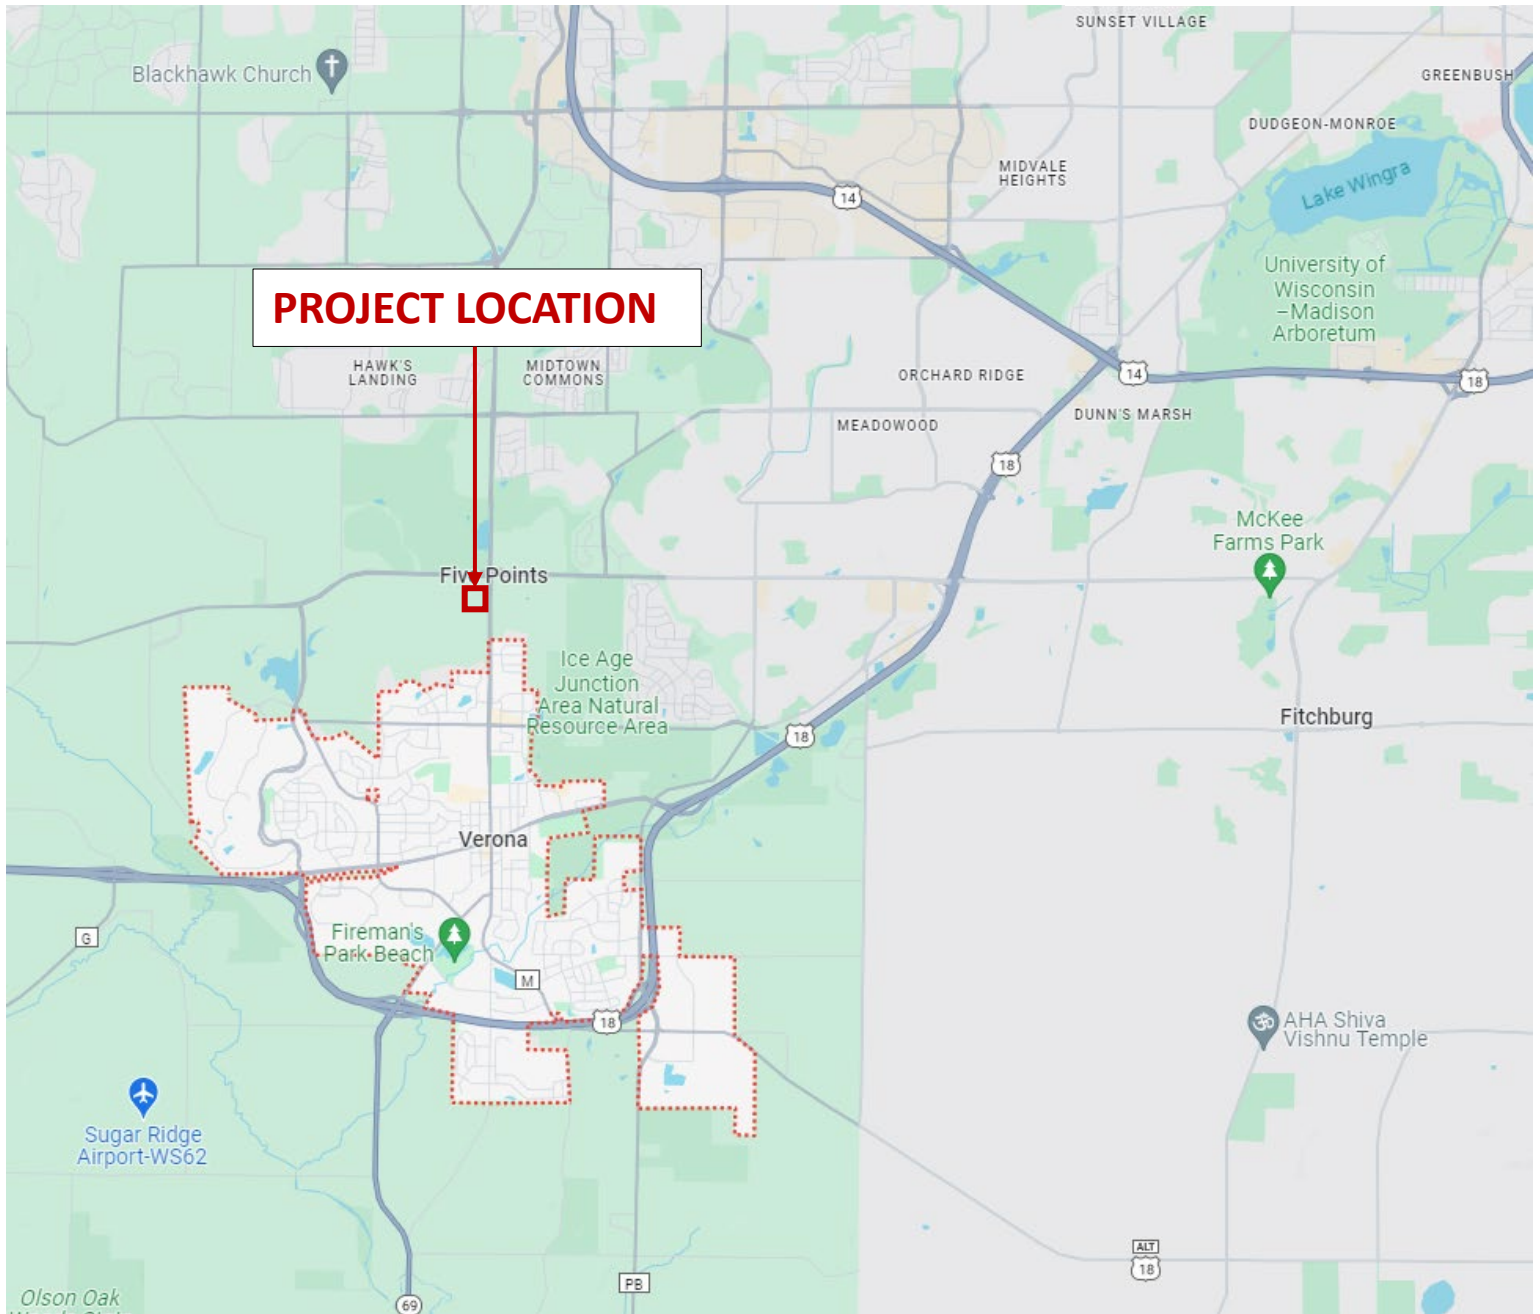 SUNSET VILLAGE
Blackhawk Church
GREENBUSH
DUDGEON-MONROE
MIDVALE
HEIGHTS
Lake Wingra
14
University of
Wisconsin
–Madison
Arboretum
PROJECT LOCATION
HAWK'S
LANDING
MIDTOWN
COMMONS
ORCHARD RIDGE
14
18
MEADOWOOD
DUNN'S MARSH
18
McKee
Farms Park
Five Points
Ice Age
Junction
Area Natural
Resource Area
18
Fitchburg
Verona
Fireman's
Park Beach
G
M
18
AHA Shiva
Vishnu Temple
Sugar Ridge
Airport-WS62
ALT
18
PB
69
Olson Oak